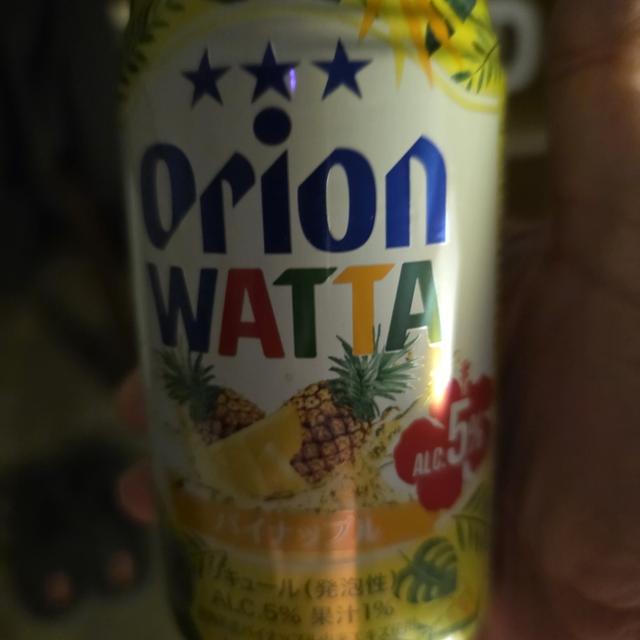 ★★★
Orion
WATTA
ALC.5%
パイナップル
リキュール(発泡性)
ALC.5% 果汁1%